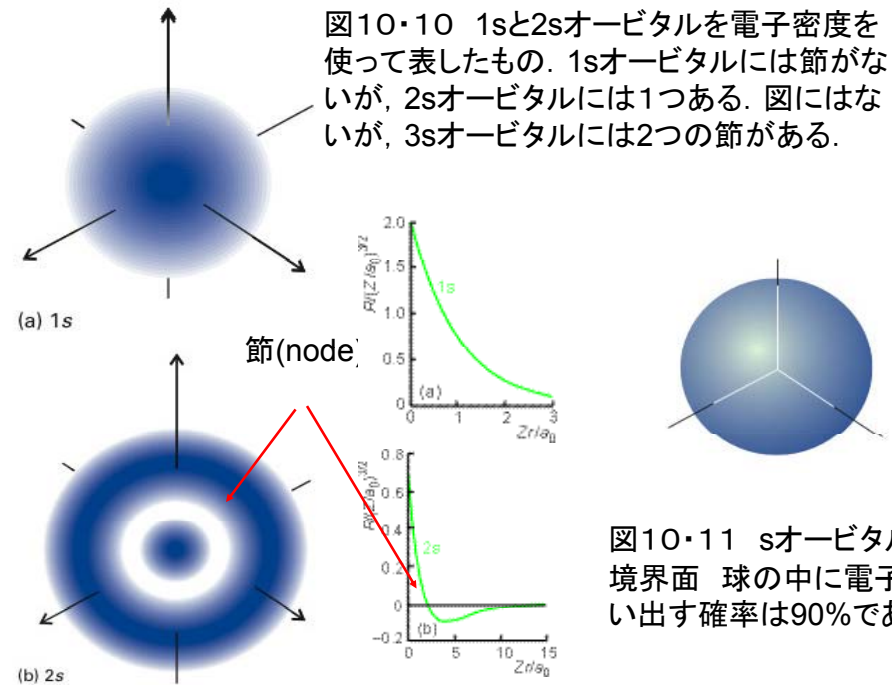 図10・10 1sと2sオービタルを電子密度を
使って表したもの. 1sオービタルには節がな
いが, 2sオービタルには1つある. 図にはな
いが, 3sオービタルには2つの節がある.
(a) 1s
節(node)
R/(Z/a₀)^3/2
2.0
1.5
1.0
0.5
0
1s
(a)
0 1 2 3
Zr/a₀
(b) 2s
R/(Z/a₀)^3/2
0.8
0.4
0.2
0
−0.2
2s
(b)
0 5 10 15
Zr/a₀
図10・11 sオービタル
境界面 球の中に電子
い出す確率は90%であ